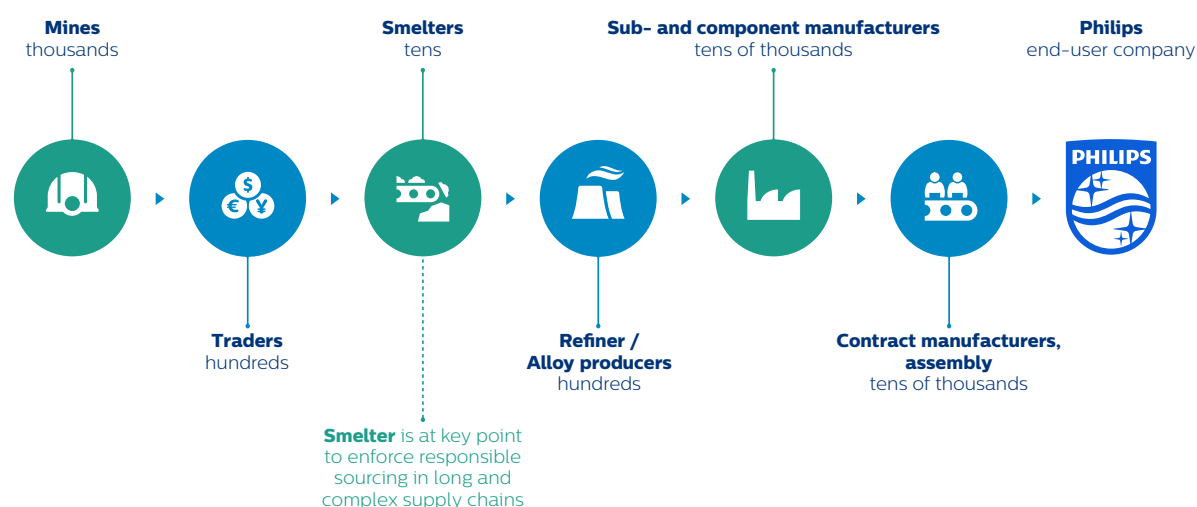 Mines
thousands
Smelters
tens
Sub- and component manufacturers
tens of thousands
Philips
end-user company
$
€ ¥
PHILIPS
Traders
hundreds
Refiner /
Alloy producers
hundreds
Contract manufacturers,
assembly
tens of thousands
Smelter is at key point
to enforce responsible
sourcing in long and
complex supply chains